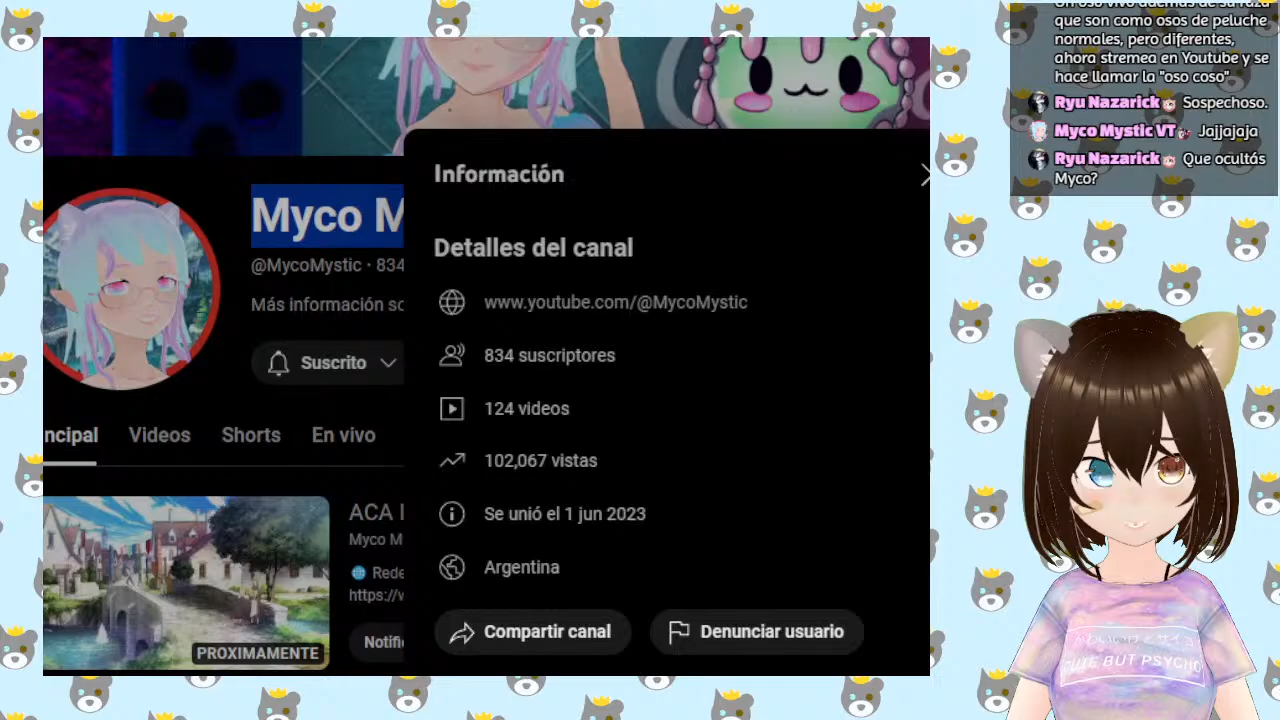 que son como osos de peluche
normales, pero diferentes,
ahora stremea en Youtube y se
hace llamar la "oso coso"
Ryu Nazarick Sospechoso.
Myco Mystic VT Jajjajaja
Ryu Nazarick Que ocultás
Myco?
Información
Detalles del canal
www.youtube.com/@MycoMystic
834 suscriptores
124 videos
102,067 vistas
Se unió el 1 jun 2023
Argentina
Compartir canal
Denunciar usuario
Myco M
@MycoMystic · 834
Más información so
Suscrito
ncipal
Videos
Shorts
En vivo
PROXIMAMENTE
ACA
Myco M
Rede
Notifi
CUTE BUT PSYCHO